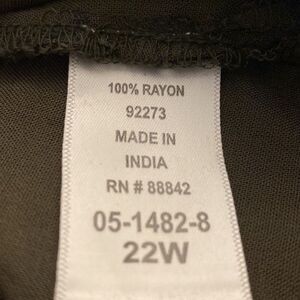 100% RAYON
92273
MADE IN
INDIA
RN # 88842
05-1482-8
22W